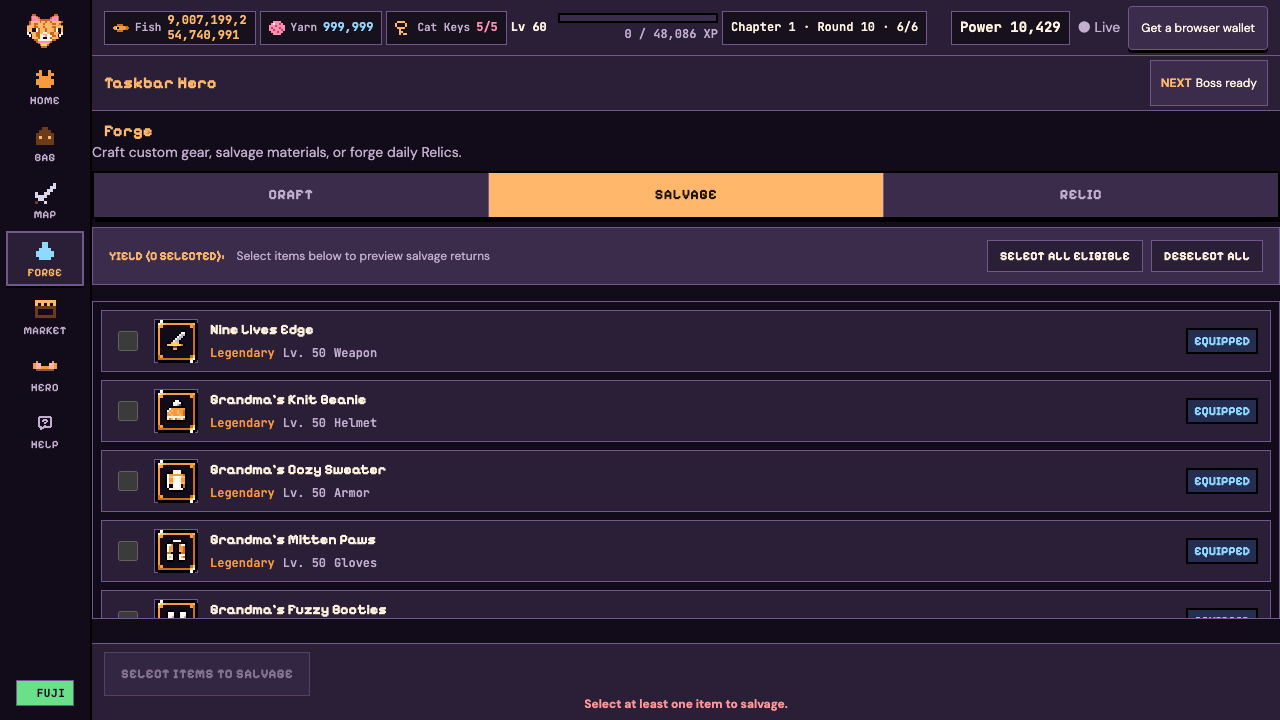 Fish 9,007,199,2
54,740,991
Yarn 999,999
Cat Keys 5/5
Lv 60
0 / 48,086 XP
Chapter 1 · Round 10 · 6/6
Power 10,429
Live
Get a browser wallet
HOME
BAG
MAP
FORGE
MARKET
HERO
HELP
FUJI
Taskbar Hero
NEXT Boss ready
Forge
Craft custom gear, salvage materials, or forge daily Relics.
CRAFT
SALVAGE
RELIC
YIELD (0 SELECTED): Select items below to preview salvage returns
SELECT ALL ELIGIBLE
DESELECT ALL
Nine Lives Edge
Legendary Lv. 50 Weapon
EQUIPPED
Grandma's Knit Beanie
Legendary Lv. 50 Helmet
EQUIPPED
Grandma's Cozy Sweater
Legendary Lv. 50 Armor
EQUIPPED
Grandma's Mitten Paws
Legendary Lv. 50 Gloves
EQUIPPED
Grandma's Fuzzy Booties
SELECT ITEMS TO SALVAGE
Select at least one item to salvage.